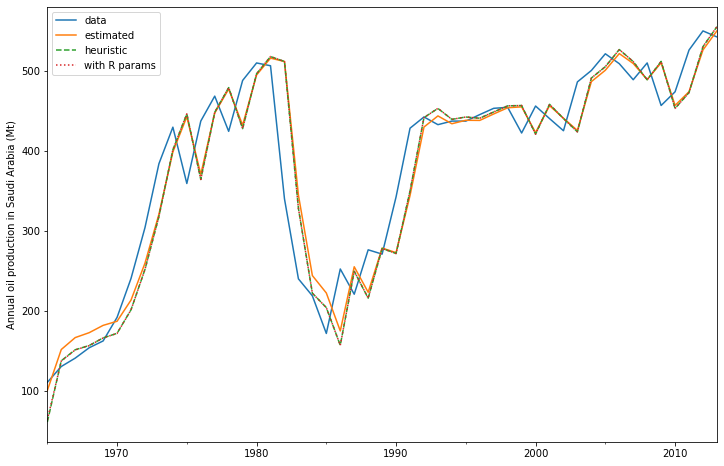 data
estimated
heuristic
with R params
Annual oil production in Saudi Arabia (Mt)
500
400
300
200
100
1970
1980
1990
2000
2010